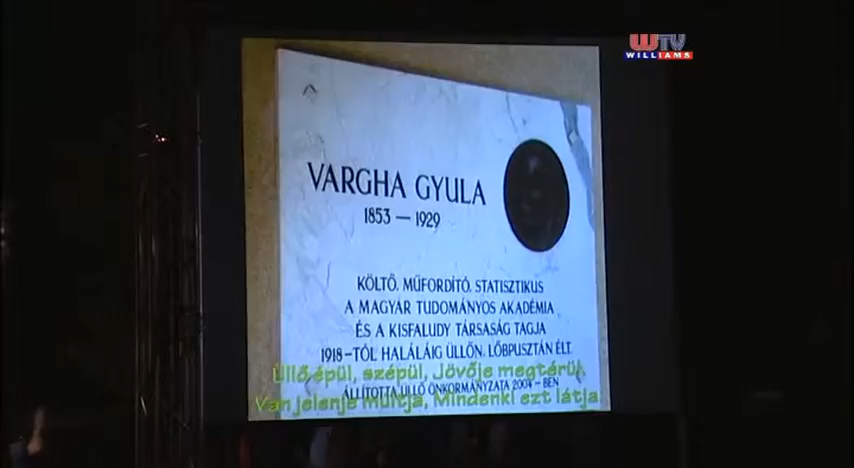 WTV
WILLIAMS
VARGHA GYULA
1853 — 1929
KÖLTŐ, MŰFORDÍTÓ, STATISZTIKUS
A MAGYAR TUDOMÁNYOS AKADÉMIA
ÉS A KISFALUDY TÁRSASÁG TAGJA
1918-TÓL HALÁLÁIG ÜLLŐN, LŐBPUSZTÁN ÉLT.
Üllő épül, szépül, Jövője megtérül,
ÁLLÍTOTTA ÜLLŐ ÖNKORMÁNYZATA 2004-BEN
Van jelenje múltja, Mindenki ezt látja.